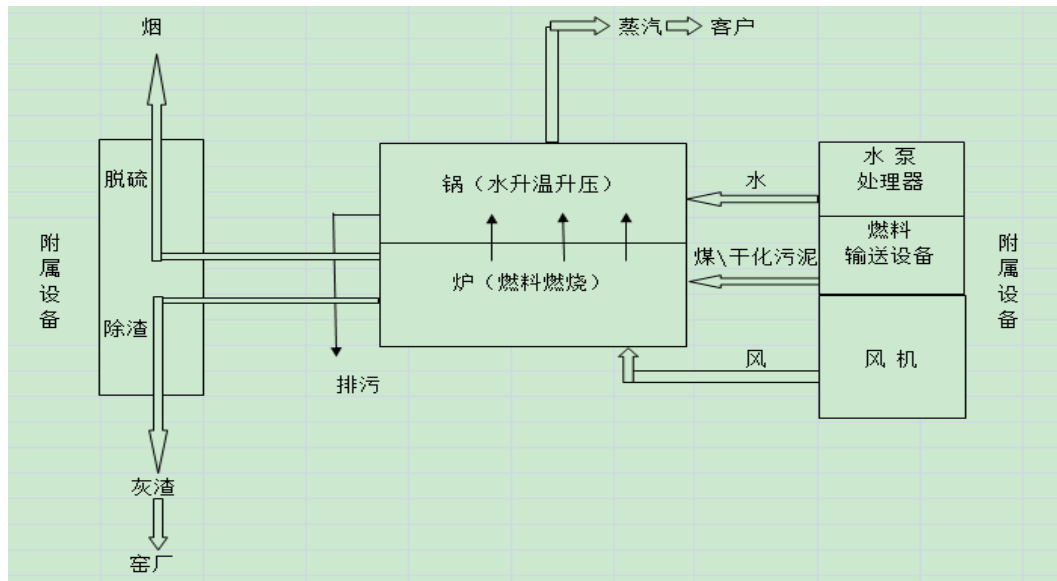 烟
蒸汽
客户
脱硫
附属设备
除渣
锅（水升温升压）
炉（燃料燃烧）
排污
水
煤\干化污泥
风
水 泵
处理器
燃料
输送设备
风 机
附属设备
灰渣
窑厂